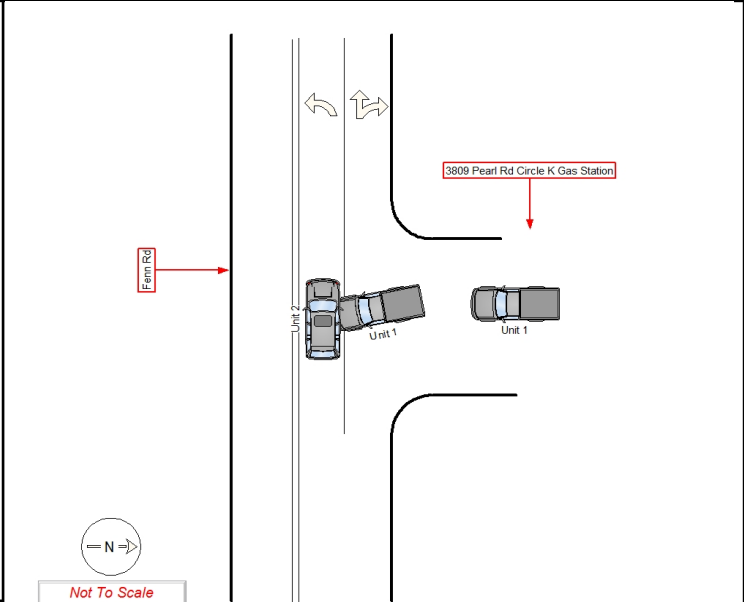 3809 Pearl Rd Circle K Gas Station
Fenn Rd
Unit 2
Unit 1
Unit 1
N
Not To Scale